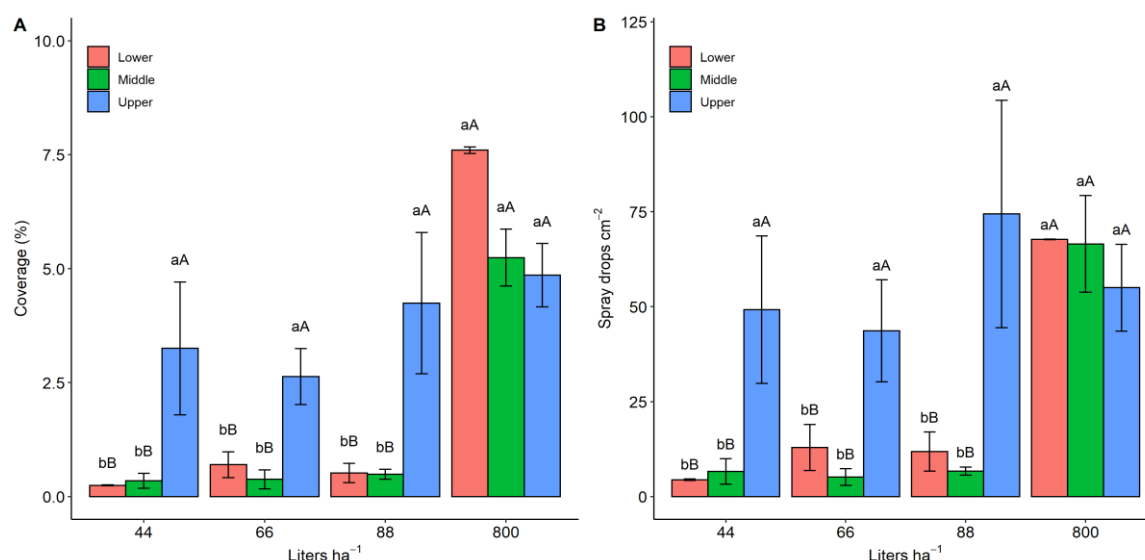 A
Coverage (%)
10.0
7.5
5.0
2.5
0.0
Lower
Middle
Upper
bB
bB
aA
bB
bB
aA
bB
bB
aA
aA
aA
aA
44
66
88
800
Liters ha⁻¹
B
Spray drops cm⁻²
125
100
75
50
25
0
Lower
Middle
Upper
bB
bB
aA
bB
bB
aA
bB
bB
aA
aA
aA
aA
44
66
88
800
Liters ha⁻¹